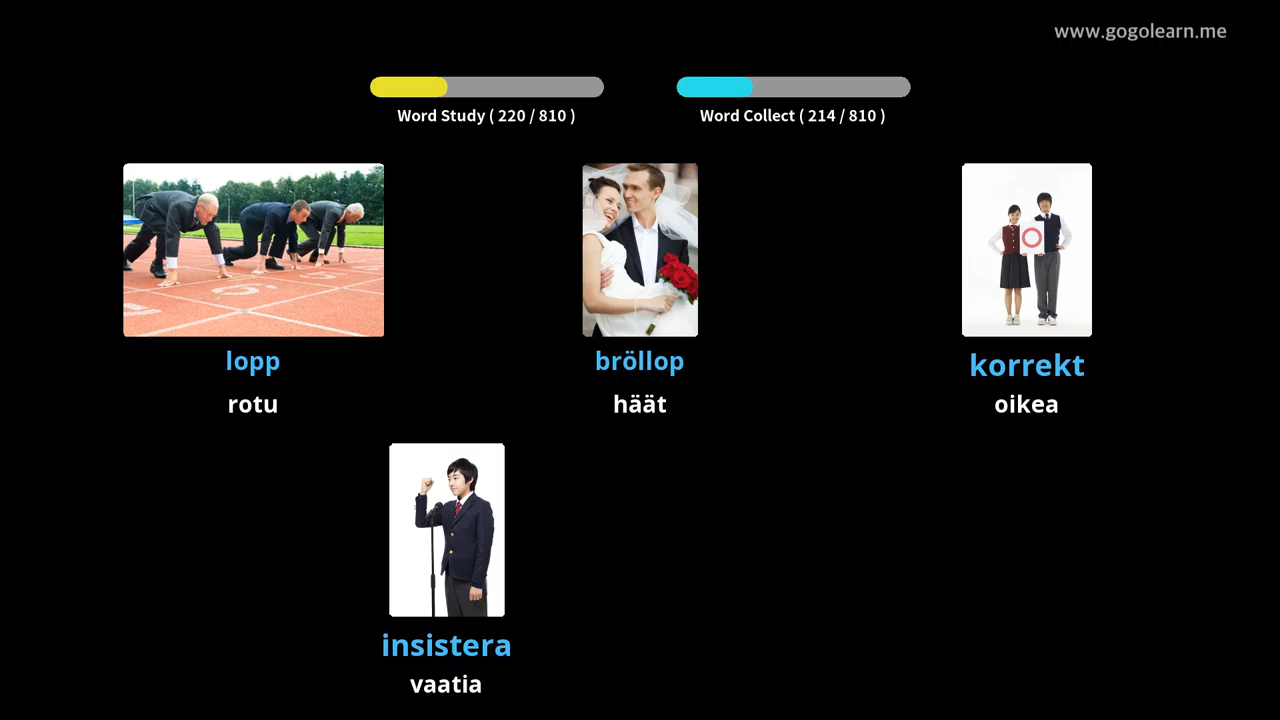 www.gogolearn.me
Word Study ( 220 / 810 )
Word Collect ( 214 / 810 )
lopp
rotu
bröllop
häät
korrekt
oikea
insistera
vaatia